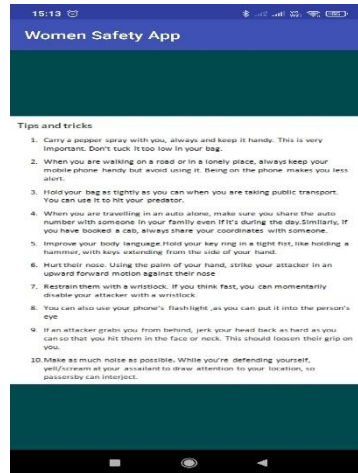 15:13
Women Safety App
Tips and tricks
1. Carry a pepper spray with you, always and keep it handy. This is very
important. Don't tuck it too low in your bag.
2. When you are walking on a road or in a lonely place, always keep your
mobile phone handy but avoid using it. Being on the phone makes you less
alert.
3. Hold your bag as tightly as you can when you are taking public transport.
You can use it to hit your predator.
4. When you are travelling in an auto alone, make sure you share the auto
number with someone in your family even if it's during the day.Similarly, if
you have booked a cab, always share your coordinates with someone.
5. Improve your body language.Hold your key ring in a tight fist, like holding a
hammer, with keys extending from the side of your hand.
6. Hurt their nose. Using the palm of your hand, strike your attacker in an
upward forward motion against their nose
7. Restrain them with a wristlock. If you think fast, you can momentarily
disable your attacker with a wristlock
8. You can also use your phone's flashlight ,as you can put it into the person's
eye
9. If an attacker grabs you from behind, jerk your head back as hard as you
can so that you hit them in the face or neck. This should loosen their grip on
you.
10. Make as much noise as possible. While you're defending yourself,
yell/scream at your assailant to draw attention to your location, so
passersby can interject.